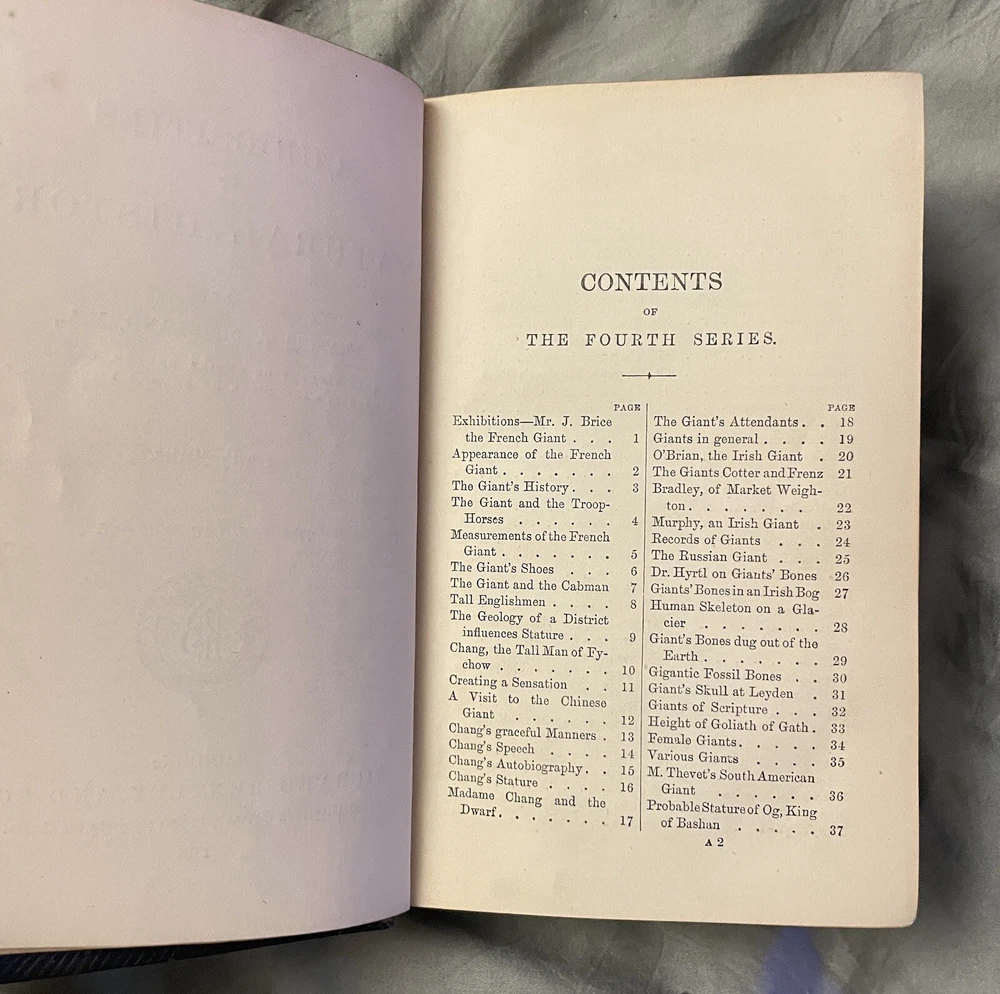 CONTENTS
OF
THE FOURTH SERIES.
PAGE
Exhibitions—Mr. J. Brice
the French Giant . . . 1
Appearance of the French
Giant . . . . . . . 2
The Giant's History . . . 3
The Giant and the Troop-
Horses . . . . . . 4
Measurements of the French
Giant . . . . . . . 5
The Giant's Shoes . . . 6
The Giant and the Cabman 7
Tall Englishmen . . . . 8
The Geology of a District
influences Stature . . . 9
Chang, the Tall Man of Fy-
chow . . . . . . . 10
Creating a Sensation . . 11
A Visit to the Chinese
Giant . . . . . . 12
Chang's graceful Manners . 13
Chang's Speech . . . . 14
Chang's Autobiography . . 15
Chang's Stature . . . . 16
Madame Chang and the
Dwarf . . . . . . . 17
PAGE
The Giant's Attendants . . 18
Giants in general . . . . 19
O'Brian, the Irish Giant . 20
The Giants Cotter and Frenz 21
Bradley, of Market Weigh-
ton . . . . . . . 22
Murphy, an Irish Giant . 23
Records of Giants . . . 24
The Russian Giant . . . 25
Dr. Hyrtl on Giants' Bones 26
Giants' Bones in an Irish Bog 27
Human Skeleton on a Gla-
cier . . . . . . . 28
Giant's Bones dug out of the
Earth . . . . . . . 29
Gigantic Fossil Bones . . 30
Giant's Skull at Leyden . 31
Giants of Scripture . . . 32
Height of Goliath of Gath . 33
Female Giants . . . . . 34
Various Giants . . . . 35
M. Thevet's South American
Giant . . . . . . 36
Probable Stature of Og, King
of Bashan . . . . . 37
A 2